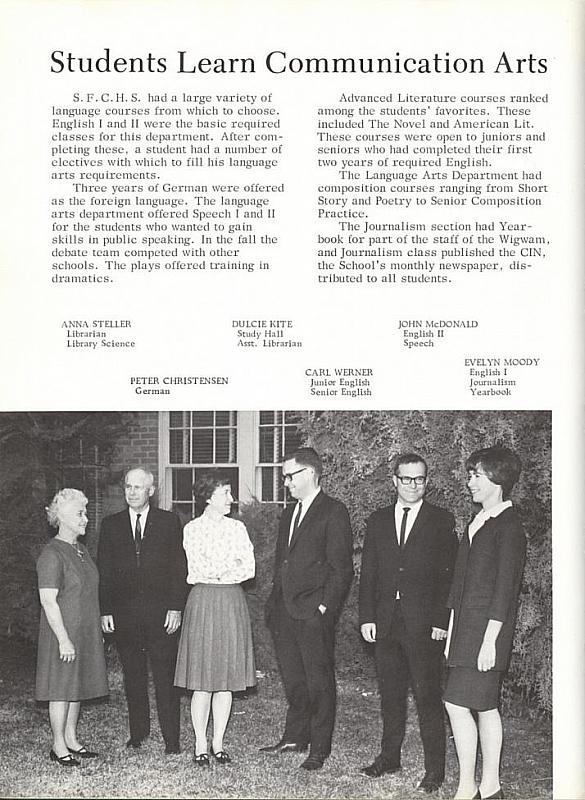 Students Learn Communication Arts
S.F.C.H.S. had a large variety of
language courses from which to choose.
English I and II were the basic required
classes for this department. After com-
pleting these, a student had a number of
electives with which to fill his language
arts requirements.
Three years of German were offered
as the foreign language. The language
arts department offered Speech I and II
for the students who wanted to gain
skills in public speaking. In the fall the
debate team competed with other
schools. The plays offered training in
dramatics.
Advanced Literature courses ranked
among the students' favorites. These
included The Novel and American Lit.
These courses were open to juniors and
seniors who had completed their first
two years of required English.
The Language Arts Department had
composition courses ranging from Short
Story and Poetry to Senior Composition
Practice.
The Journalism section had Year-
book for part of the staff of the Wigwam,
and Journalism class published the CIN,
the School's monthly newspaper, dis-
tributed to all students.
ANNA STELLER
Librarian
Library Science
PETER CHRISTENSEN
German
DULCIE KITE
Study Hall
Asst. Librarian
CARL WERNER
Junior English
Senior English
JOHN McDONALD
English II
Speech
EVELYN MOODY
English I
Journalism
Yearbook